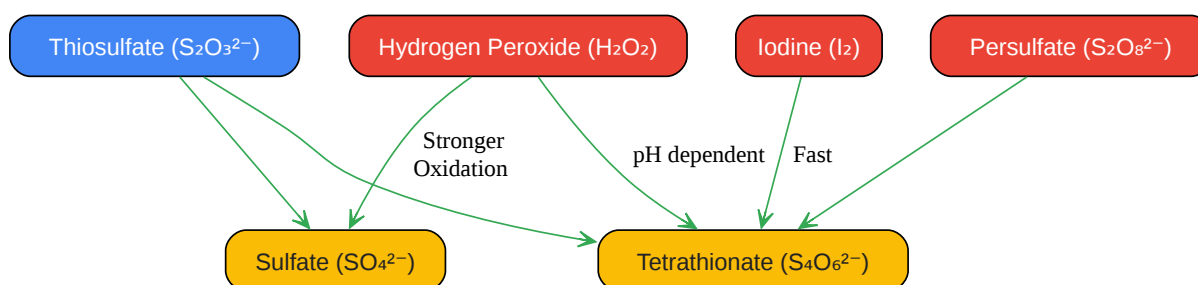 Thiosulfate (S₂O₃²⁻)
Hydrogen Peroxide (H₂O₂)
Iodine (I₂)
Persulfate (S₂O₈²⁻)
Stronger
Oxidation
pH dependent
Fast
Sulfate (SO₄²⁻)
Tetrathionate (S₄O₆²⁻)